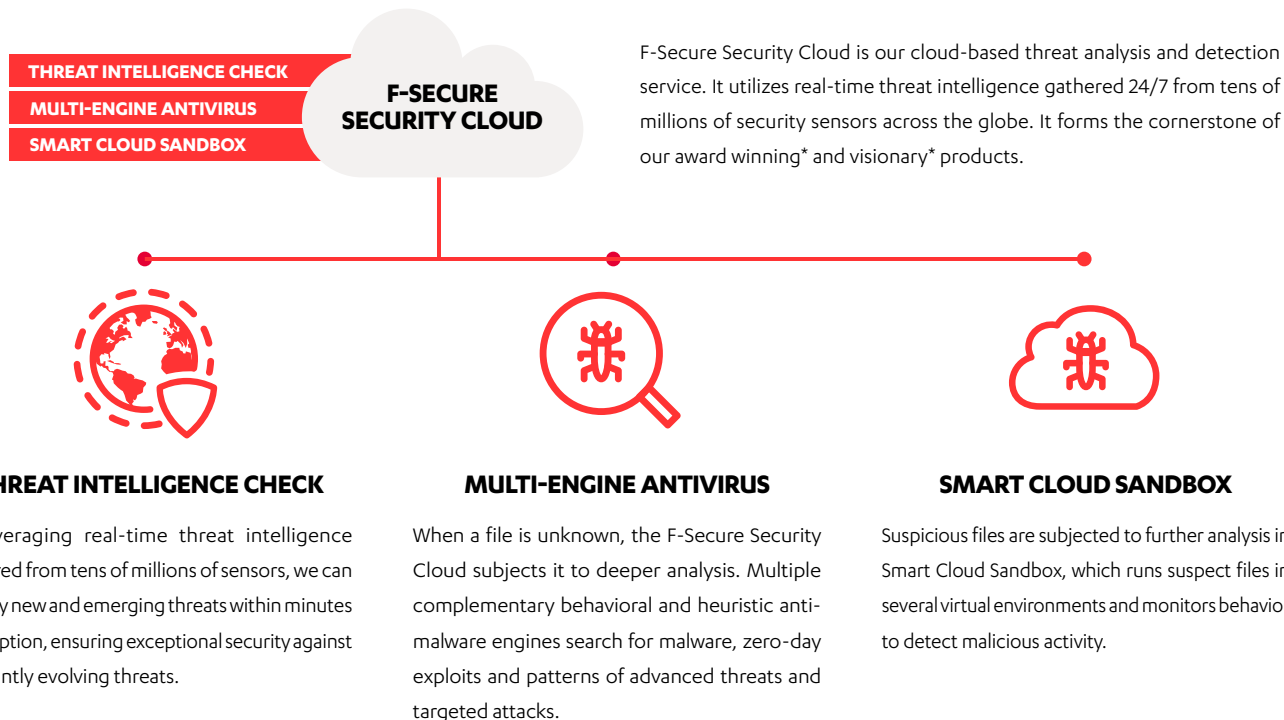 THREAT INTELLIGENCE CHECK
MULTI-ENGINE ANTIVIRUS
SMART CLOUD SANDBOX
F-SECURE
SECURITY CLOUD
F-Secure Security Cloud is our cloud-based threat analysis and detection
service. It utilizes real-time threat intelligence gathered 24/7 from tens of
millions of security sensors across the globe. It forms the cornerstone of
our award winning* and visionary* products.
HREAT INTELLIGENCE CHECK
veraging real-time threat intelligence
red from tens of millions of sensors, we can
y new and emerging threats within minutes
ption, ensuring exceptional security against
ntly evolving threats.
MULTI-ENGINE ANTIVIRUS
When a file is unknown, the F-Secure Security
Cloud subjects it to deeper analysis. Multiple
complementary behavioral and heuristic anti-
malware engines search for malware, zero-day
exploits and patterns of advanced threats and
targeted attacks.
SMART CLOUD SANDBOX
Suspicious files are subjected to further analysis in
Smart Cloud Sandbox, which runs suspect files in
several virtual environments and monitors behavio
to detect malicious activity.